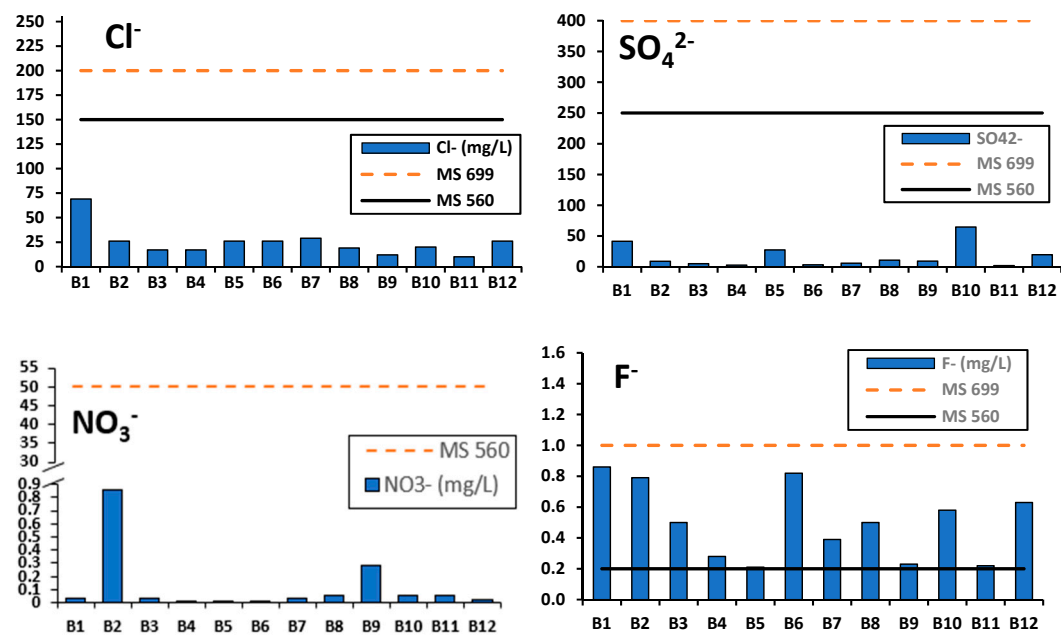 Cl-
250
225
200
175
150
125
100
75
50
25
0
Cl- (mg/L)
MS 699
MS 560
B1 B2 B3 B4 B5 B6 B7 B8 B9 B10 B11 B12
SO₄²⁻
400
350
300
250
200
150
100
50
0
SO42-
MS 699
MS 560
B1 B2 B3 B4 B5 B6 B7 B8 B9 B10 B11 B12
NO₃⁻
55
50
45
40
35
30
0.9
0.8
0.7
0.6
0.5
0.4
0.3
0.2
0.1
0
MS 560
NO3- (mg/L)
B1 B2 B3 B4 B5 B6 B7 B8 B9 B10 B11 B12
F⁻
1.6
1.4
1.2
1.0
0.8
0.6
0.4
0.2
0.0
F- (mg/L)
MS 699
MS 560
B1 B2 B3 B4 B5 B6 B7 B8 B9 B10 B11 B12